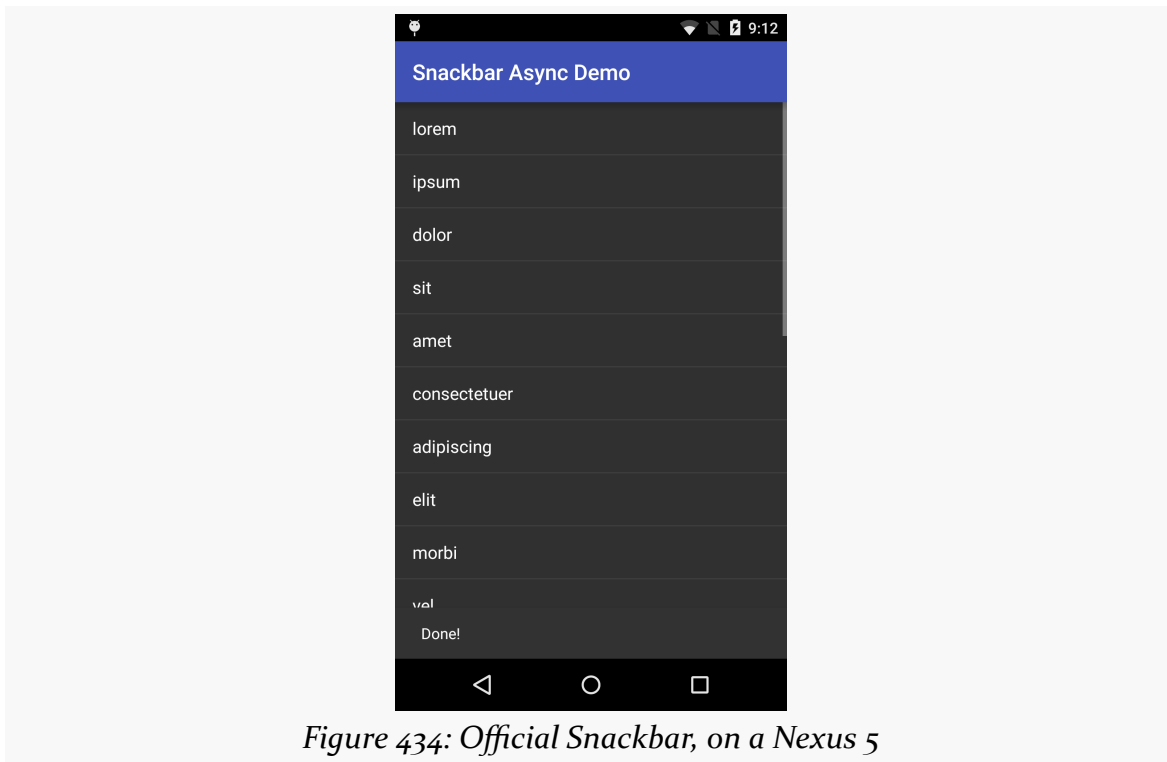 9:12
Snackbar Async Demo
lorem
ipsum
dolor
sit
amet
consectetuer
adipiscing
elit
morbi
vel
Done!
Figure 434: Official Snackbar, on a Nexus 5